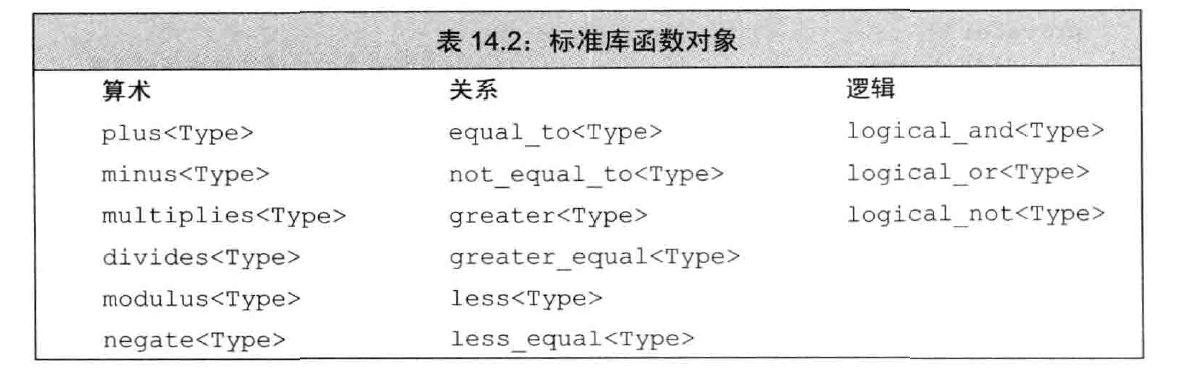 表 14.2：标准库函数对象
算术 关系 逻辑
plus<Type> equal_to<Type> logical_and<Type>
minus<Type> not_equal_to<Type> logical_or<Type>
multiplies<Type> greater<Type> logical_not<Type>
divides<Type> greater_equal<Type>
modulus<Type> less<Type>
negate<Type> less_equal<Type>